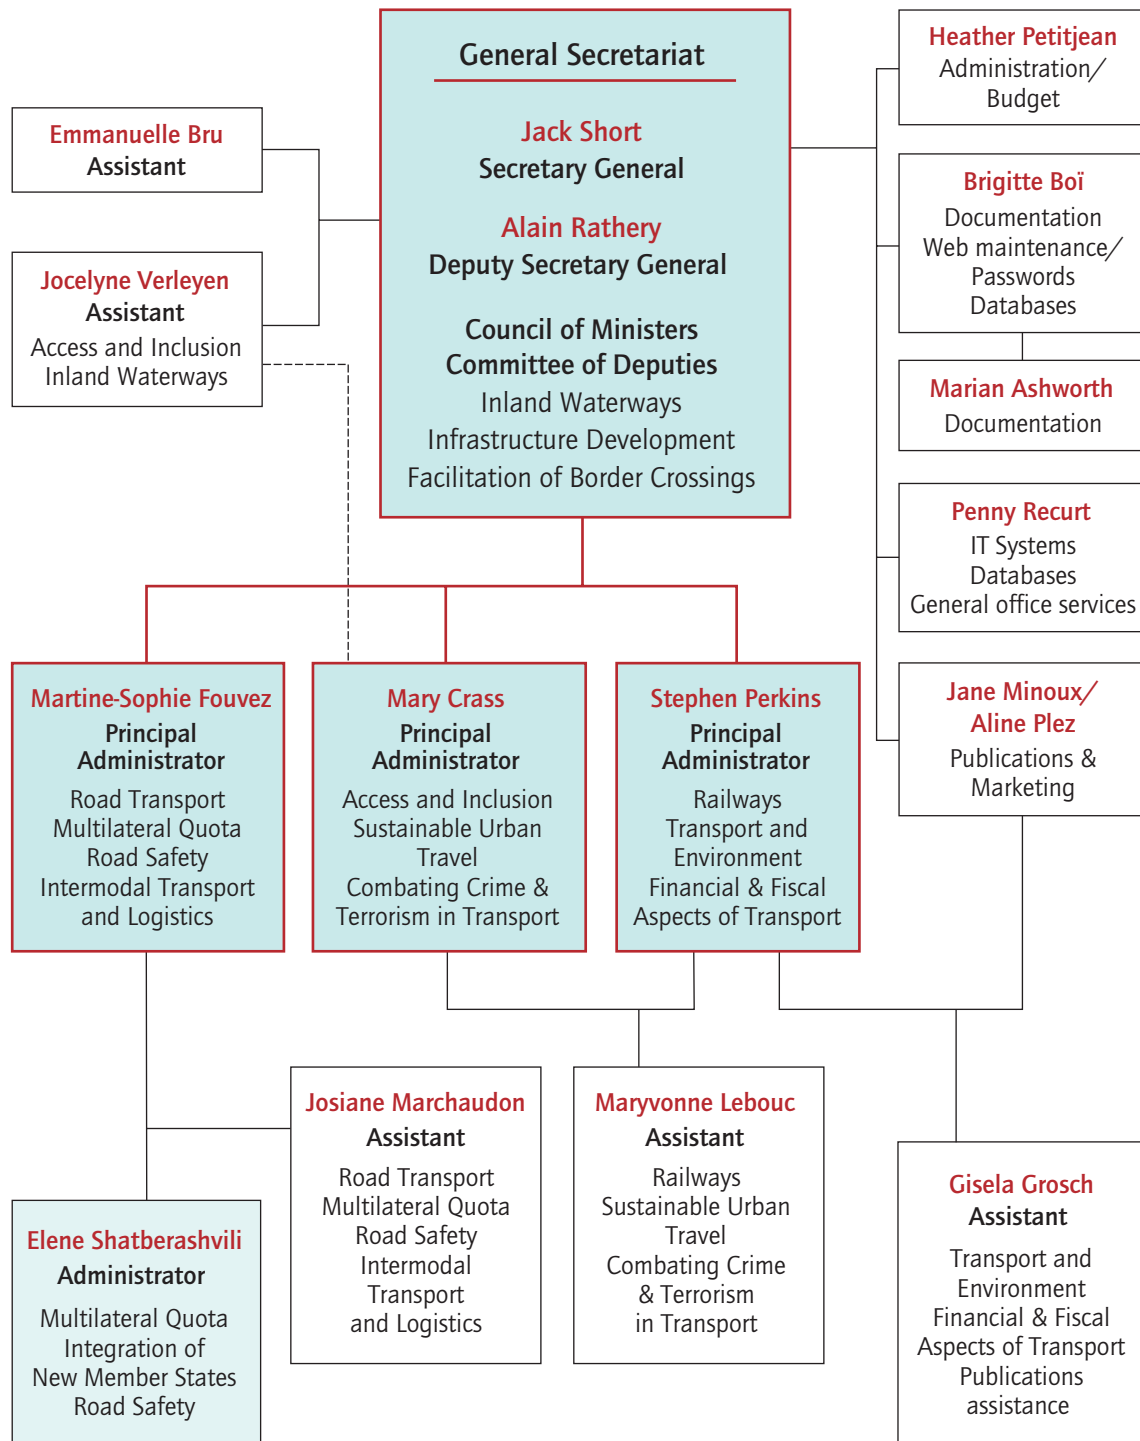 General Secretariat
Jack Short
Secretary General
Alain Rathery
Deputy Secretary General
Council of Ministers
Committee of Deputies
Inland Waterways
Infrastructure Development
Facilitation of Border Crossings
Emmanuelle Bru
Assistant
Jocelyne Verleyen
Assistant
Access and Inclusion
Inland Waterways
Heather Petitjean
Administration/
Budget
Brigitte Boï
Documentation
Web maintenance/
Passwords
Databases
Marian Ashworth
Documentation
Penny Recurt
IT Systems
Databases
General office services
Jane Minoux/
Aline Plez
Publications &
Marketing
Martine-Sophie Fouvez
Principal
Administrator
Road Transport
Multilateral Quota
Road Safety
Intermodal Transport
and Logistics
Mary Crass
Principal
Administrator
Access and Inclusion
Sustainable Urban
Travel
Combating Crime &
Terrorism in Transport
Stephen Perkins
Principal
Administrator
Railways
Transport and
Environment
Financial & Fiscal
Aspects of Transport
Josiane Marchaudon
Assistant
Road Transport
Multilateral Quota
Road Safety
Intermodal
Transport
and Logistics
Maryvonne Lebouc
Assistant
Railways
Sustainable Urban
Travel
Combating Crime
& Terrorism
in Transport
Gisela Grosch
Assistant
Transport and
Environment
Financial & Fiscal
Aspects of Transport
Publications
assistance
Elene Shatberashvili
Administrator
Multilateral Quota
Integration of
New Member States
Road Safety